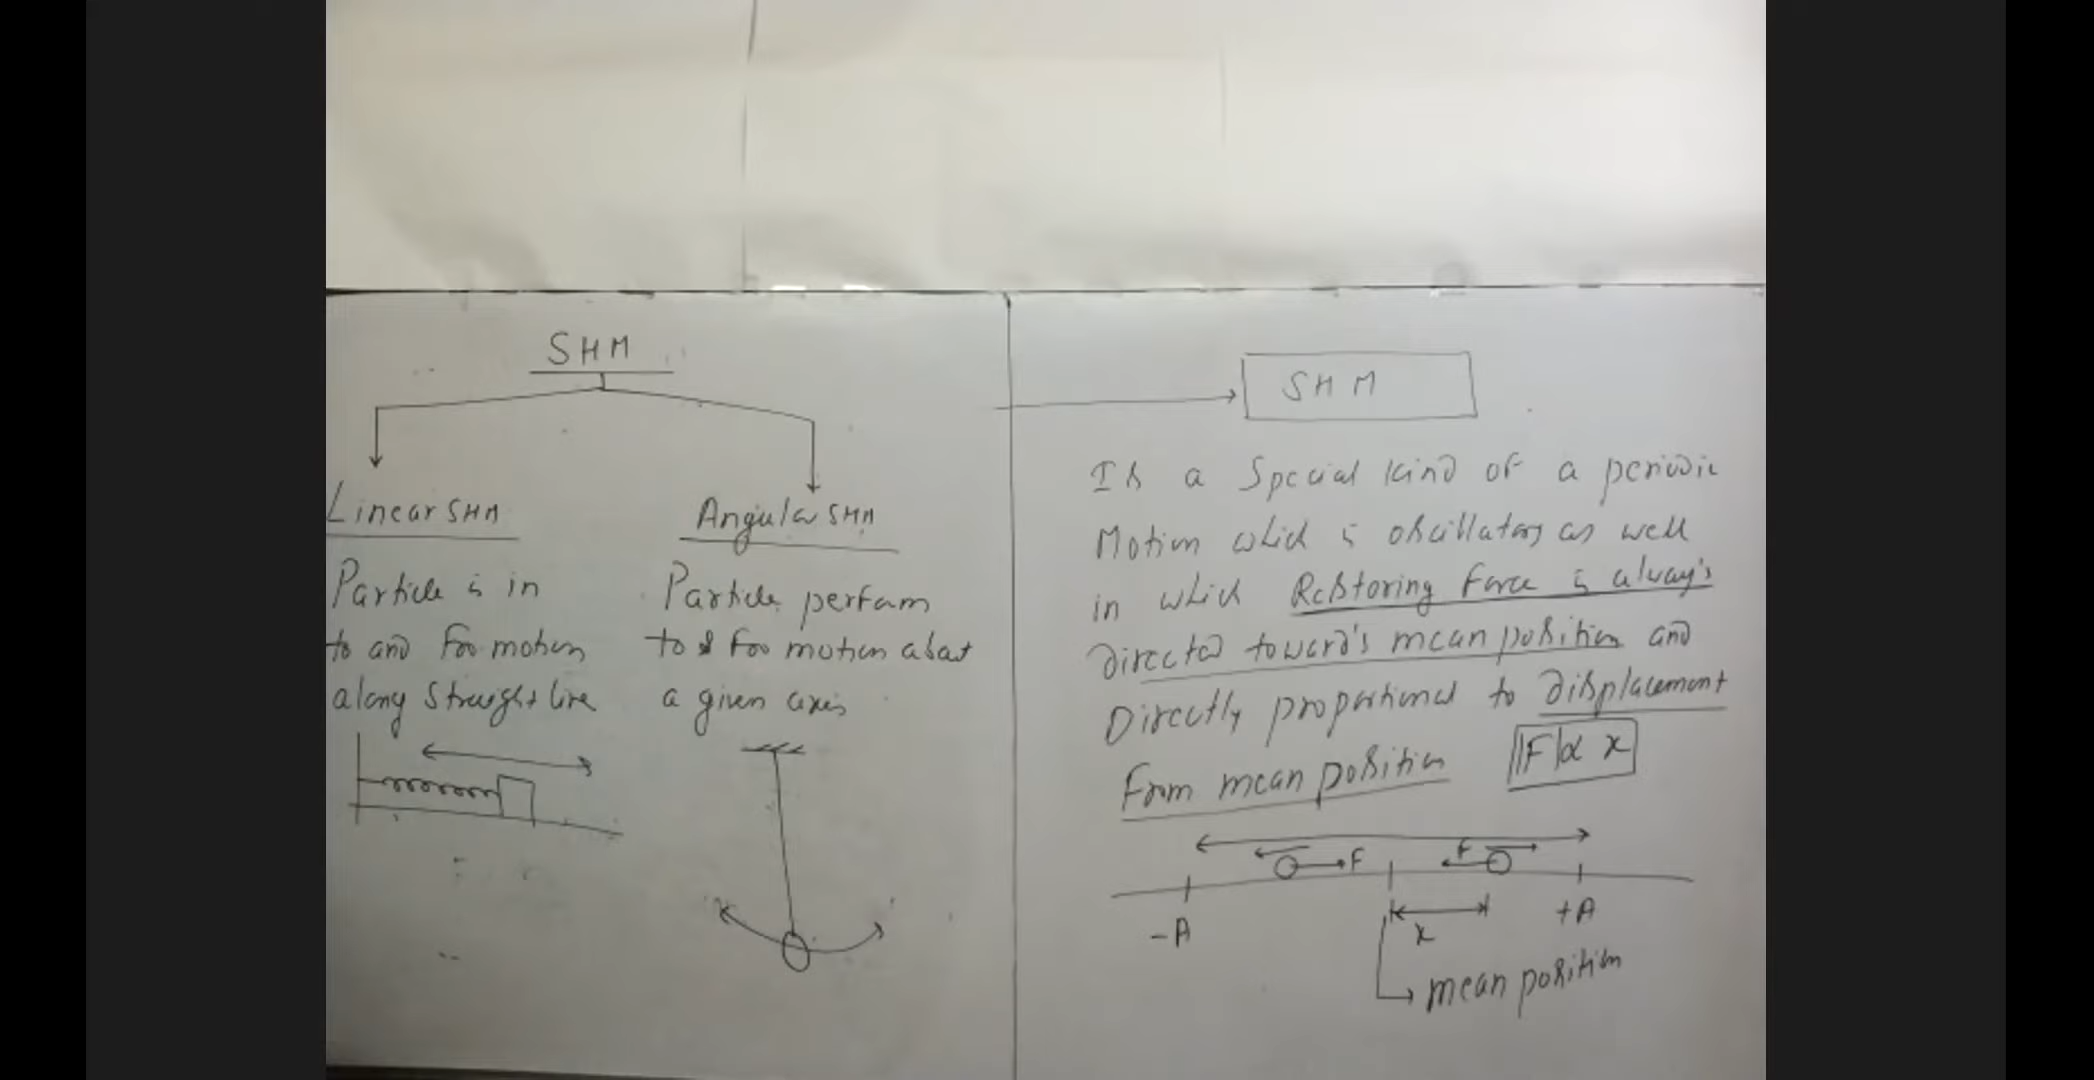 SHM
Linear SHM
Particle is in
to and fro motion
along straight line
Angular SHM
Particle perform
to & fro motion about
a given axis
SHM
Is a special kind of a periodic
Motion which is oscillatory as well
in which Restoring Force is always
directed toward's mean position and
Directly proportional to displacement
From mean position |F| α x
F F
-A x +A
mean position